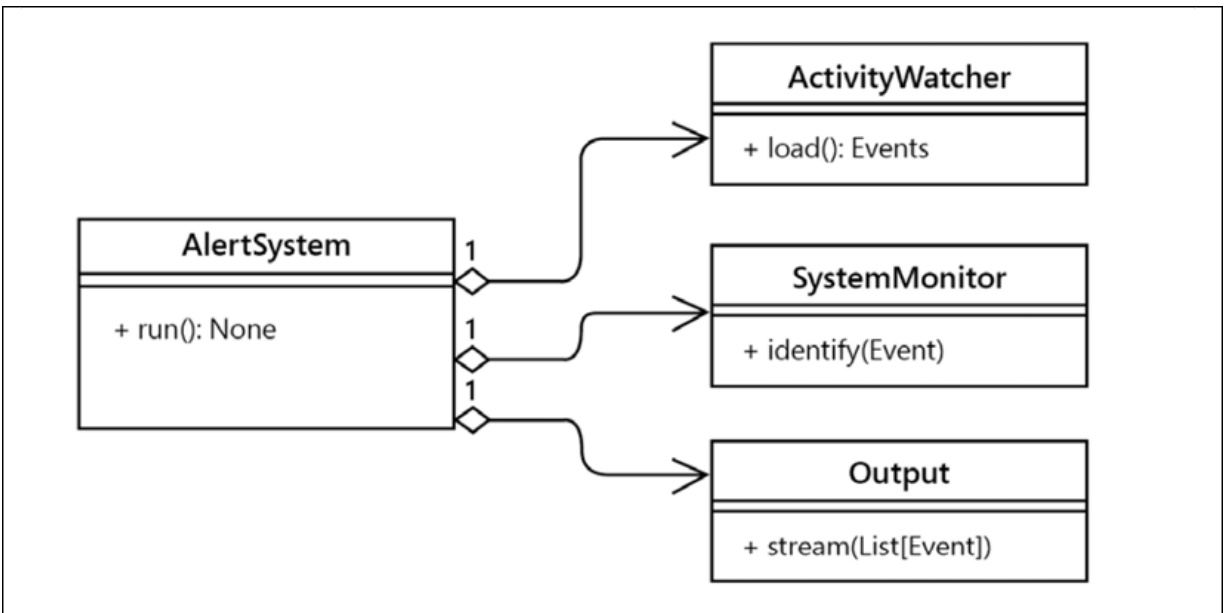 ActivityWatcher
+ load(): Events
AlertSystem
+ run(): None
1
1
1
SystemMonitor
+ identify(Event)
Output
+ stream(List[Event])